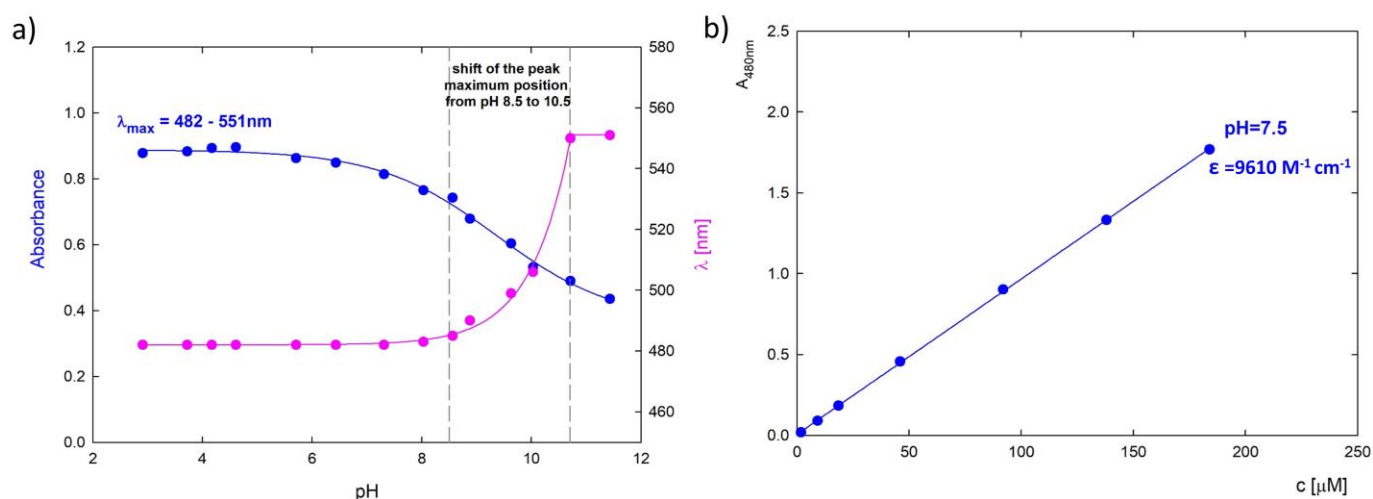 a)
1.2
1.0
0.8
0.6
0.4
0.2
0.0
Absorbance
λmax = 482 - 551nm
shift of the peak
maximum position
from pH 8.5 to 10.5
580
560
540
520
500
480
460
λ [nm]
2
4
6
8
10
12
pH
b)
A480nm
2.5
2.0
1.5
1.0
0.5
0.0
pH=7.5
ε =9610 M-1 cm-1
0
50
100
150
200
250
c [μM]